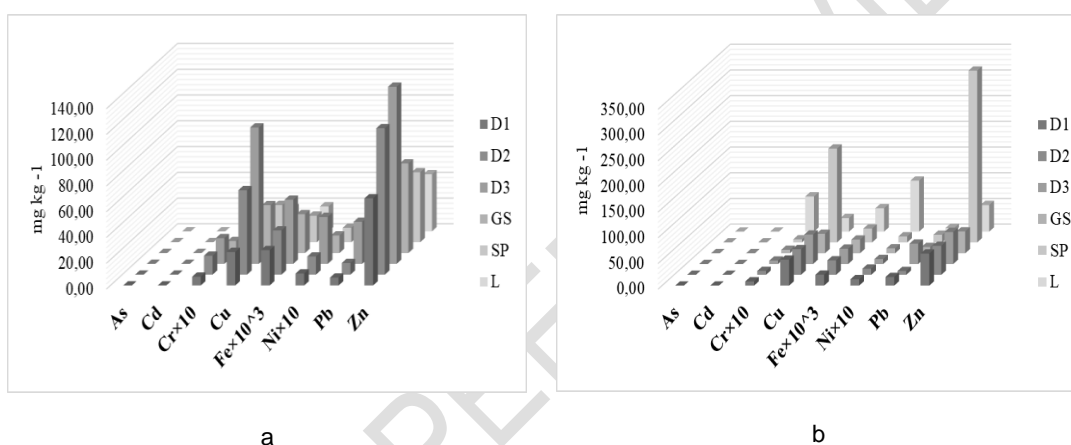 140,00
120,00
100,00
80,00
60,00
40,00
20,00
0,00
mg kg -1
As
Cd
Cr×10
Cu
Fe×10^3
Ni×10
Pb
Zn
D1
D2
D3
GS
SP
L
a
350,00
300,00
250,00
200,00
150,00
100,00
50,00
0,00
mg kg -1
As
Cd
Cr×10
Cu
Fe×10^3
Ni×10
Pb
Zn
D1
D2
D3
GS
SP
L
b